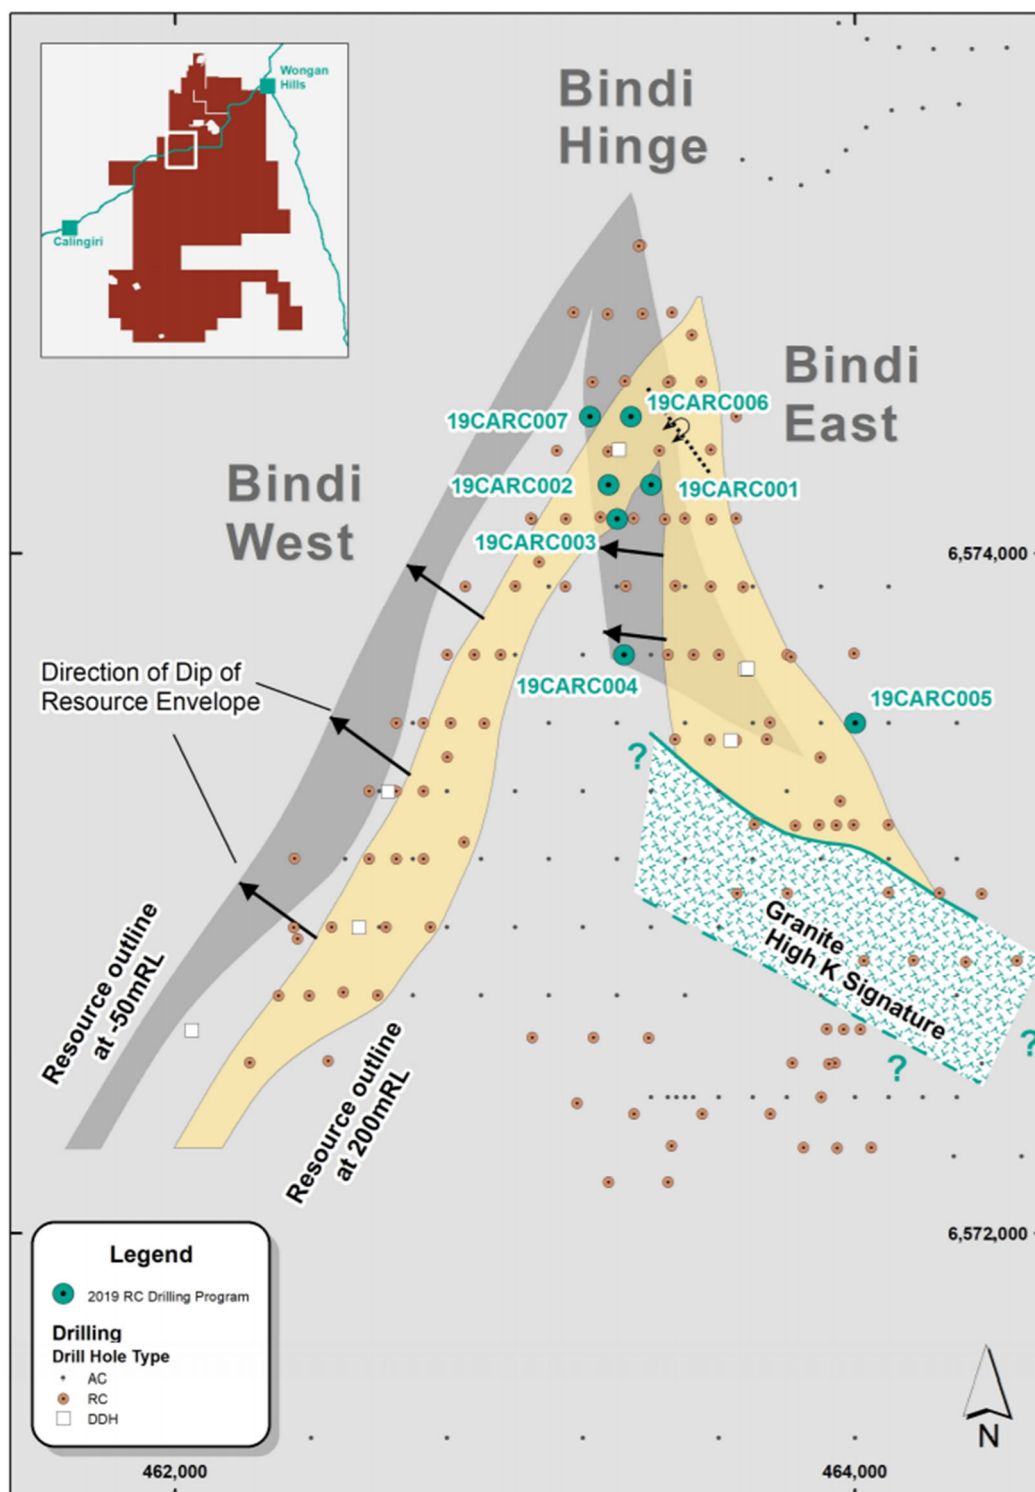 Wongan
Hills
Calingiri
Bindi
Hinge
Bindi
East
19CARC006
19CARC007
19CARC002
19CARC001
Bindi
West
19CARC003
6,574,000
Direction of Dip of
Resource Envelope
19CARC004
19CARC005
?
Granite
High K Signature
Resource outline
at -50mRL
Resource outline
at 200mRL
?
?
6,572,000
Legend
2019 RC Drilling Program
Drilling
Drill Hole Type
AC
RC
DDH
N
462,000
464,000